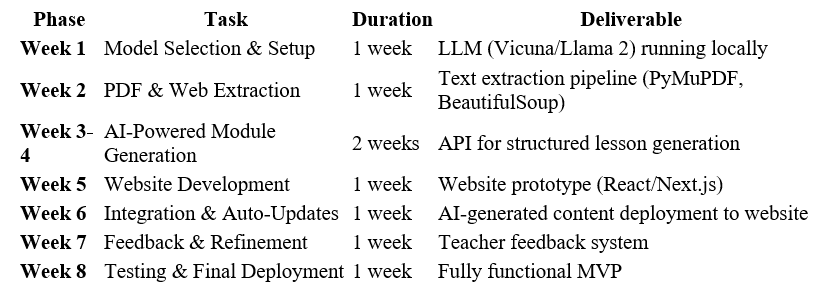 Phase Task Duration Deliverable
Week 1 Model Selection & Setup 1 week LLM (Vicuna/Llama 2) running locally
Week 2 PDF & Web Extraction 1 week Text extraction pipeline (PyMuPDF,
BeautifulSoup)
Week 3-
4 AI-Powered Module
Generation 2 weeks API for structured lesson generation
Week 5 Website Development 1 week Website prototype (React/Next.js)
Week 6 Integration & Auto-Updates 1 week AI-generated content deployment to website
Week 7 Feedback & Refinement 1 week Teacher feedback system
Week 8 Testing & Final Deployment 1 week Fully functional MVP